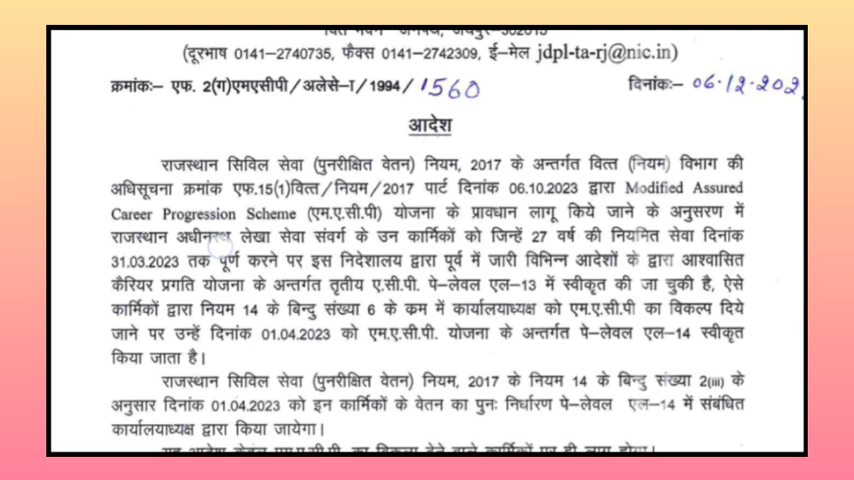 (दूरभाष 0141–2740735, फैक्स 0141–2742309, ई–मेल jdpl-ta-rj@nic.in)
क्रमांकः– एफ. 2(ग)एमएसीपी/अलेसे–I/1994/1560 दिनांकः– 06.12.202
आदेश
राजस्थान सिविल सेवा (पुनरीक्षित वेतन) नियम, 2017 के अन्तर्गत वित्त (नियम) विभाग की
अधिसूचना क्रमांक एफ.15(1)वित्त/नियम/2017 पार्ट दिनांक 06.10.2023 द्वारा Modified Assured
Career Progression Scheme (एम.ए.सी.पी) योजना के प्रावधान लागू किये जाने के अनुसरण में
राजस्थान अधीनस्थ लेखा सेवा संवर्ग के उन कार्मिकों को जिन्हें 27 वर्ष की नियमित सेवा दिनांक
31.03.2023 तक पूर्ण करने पर इस निदेशालय द्वारा पूर्व में जारी विभिन्न आदेशों के द्वारा आश्वासित
कैरियर प्रगति योजना के अन्तर्गत तृतीय ए.सी.पी. पे–लेवल एल–13 में स्वीकृत की जा चुकी है, ऐसे
कार्मिकों द्वारा नियम 14 के बिन्दु संख्या 6 के क्रम में कार्यालयाध्यक्ष को एम.ए.सी.पी का विकल्प दिये
जाने पर उन्हें दिनांक 01.04.2023 को एम.ए.सी.पी. योजना के अन्तर्गत पे–लेवल एल–14 स्वीकृत
किया जाता है।
राजस्थान सिविल सेवा (पुनरीक्षित वेतन) नियम, 2017 के नियम 14 के बिन्दु संख्या 2(iii) के
अनुसार दिनांक 01.04.2023 को इन कार्मिकों के वेतन का पुनः निर्धारण पे–लेवल एल–14 में संबंधित
कार्यालयाध्यक्ष द्वारा किया जायेगा।